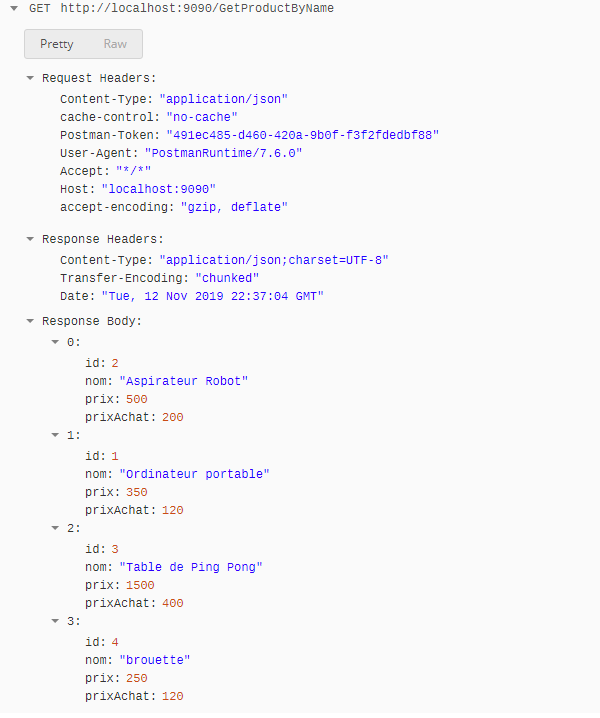 GET http://localhost:9090/GetProductByName
Pretty Raw
Request Headers:
Content-Type: "application/json"
cache-control: "no-cache"
Postman-Token: "491ec485-d460-420a-9b0f-f3f2fdedbf88"
User-Agent: "PostmanRuntime/7.6.0"
Accept: "*/*"
Host: "localhost:9090"
accept-encoding: "gzip, deflate"
Response Headers:
Content-Type: "application/json;charset=UTF-8"
Transfer-Encoding: "chunked"
Date: "Tue, 12 Nov 2019 22:37:04 GMT"
Response Body:
0:
id: 2
nom: "Aspirateur Robot"
prix: 500
prixAchat: 200
1:
id: 1
nom: "Ordinateur portable"
prix: 350
prixAchat: 120
2:
id: 3
nom: "Table de Ping Pong"
prix: 1500
prixAchat: 400
3:
id: 4
nom: "brouette"
prix: 250
prixAchat: 120